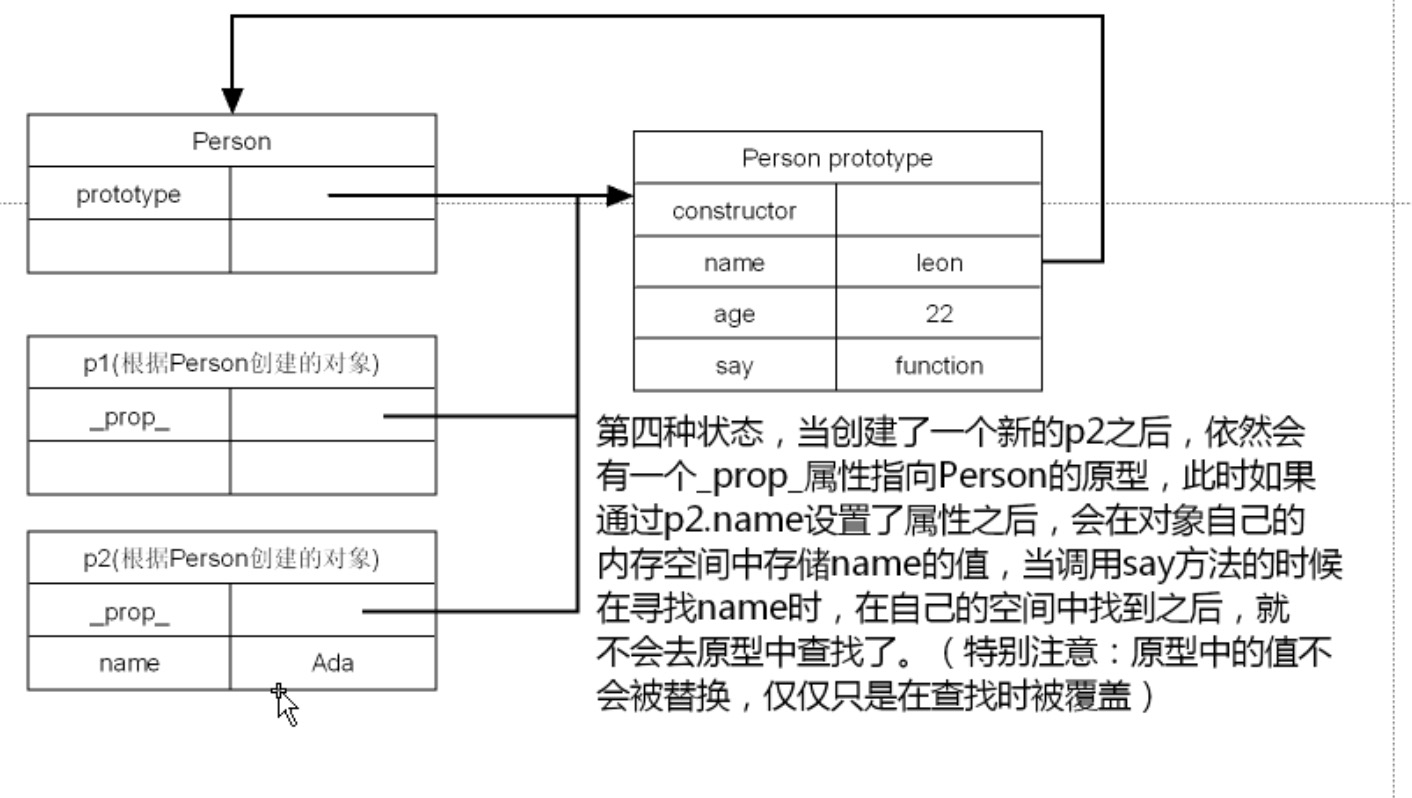 Person
prototype
Person prototype
constructor
name leon
age 22
say function
p1(根据Person创建的对象)
_prop_
p2(根据Person创建的对象)
_prop_
name Ada
第四种状态，当创建了一个新的p2之后，依然会
有一个_prop_属性指向Person的原型，此时如果
通过p2.name设置了属性之后，会在对象自己的
内存空间中存储name的值，当调用say方法的时候
在寻找name时，在自己的空间中找到之后，就
不会去原型中查找了。（特别注意：原型中的值不
会被替换，仅仅只是在查找时被覆盖）